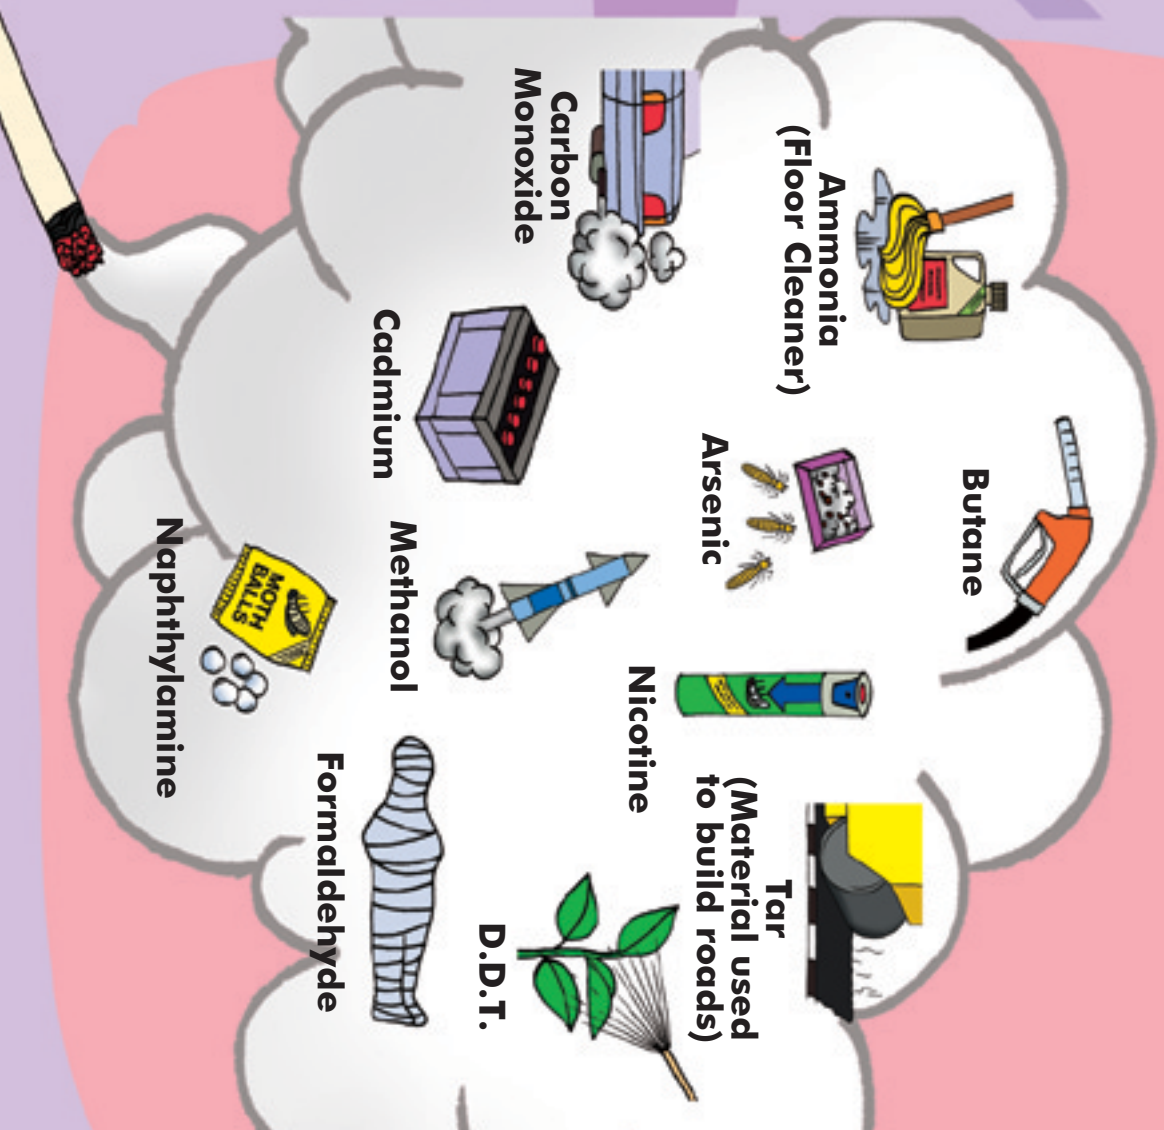 Butane
Ammonia
(Floor Cleaner)
Tar
(Material used
to build roads)
Arsenic
Nicotine
Carbon
Monoxide
D.D.T.
Methanol
Cadmium
Formaldehyde
MOTH
BALLS
Naphthylamine